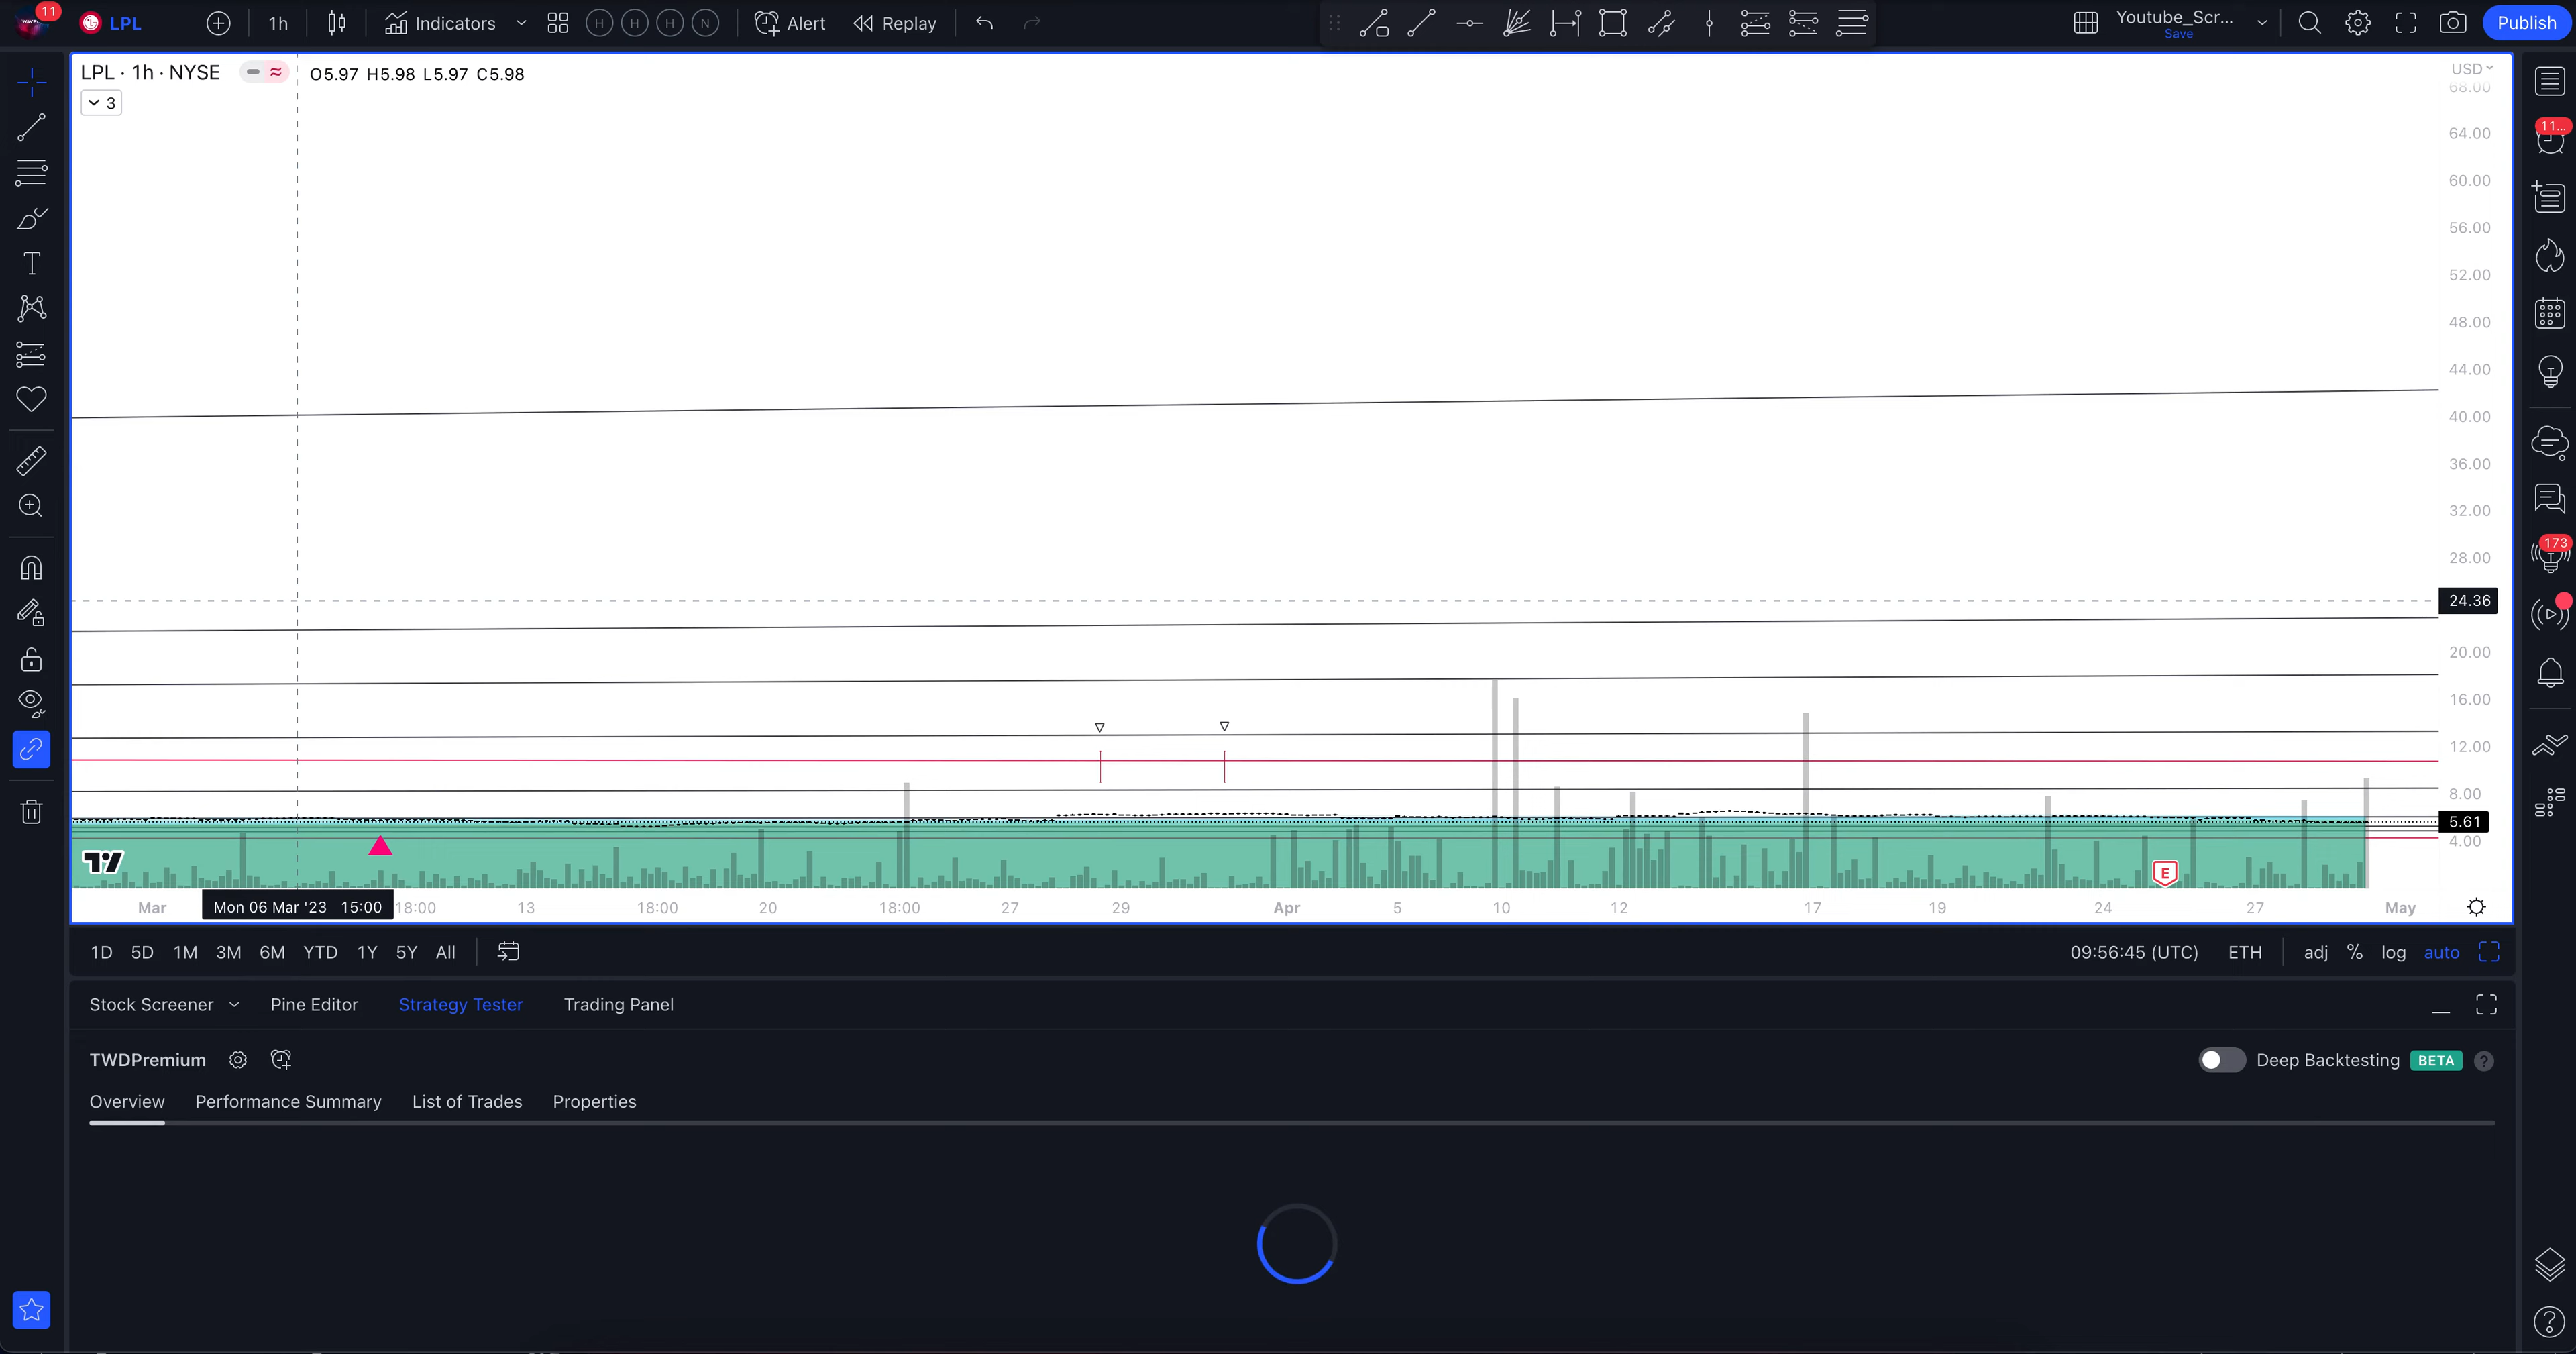 11
LPL
1h
Indicators
H
H
H
N
Alert
Replay
Youtube_Scr...
Save
Publish
LPL · 1h · NYSE
O5.97 H5.98 L5.97 C5.98
3
USD
68.00
64.00
60.00
56.00
52.00
48.00
44.00
40.00
36.00
32.00
28.00
24.36
20.00
16.00
12.00
8.00
5.61
4.00
E
Mar
Mon 06 Mar '23 15:00
18:00
13
18:00
20
18:00
27
29
Apr
5
10
12
17
19
24
27
May
11...
173
1D 5D 1M 3M 6M YTD 1Y 5Y All
09:56:45 (UTC)
ETH
adj % log auto
Stock Screener
Pine Editor
Strategy Tester
Trading Panel
TWDPremium
Deep Backtesting
BETA
?
Overview
Performance Summary
List of Trades
Properties